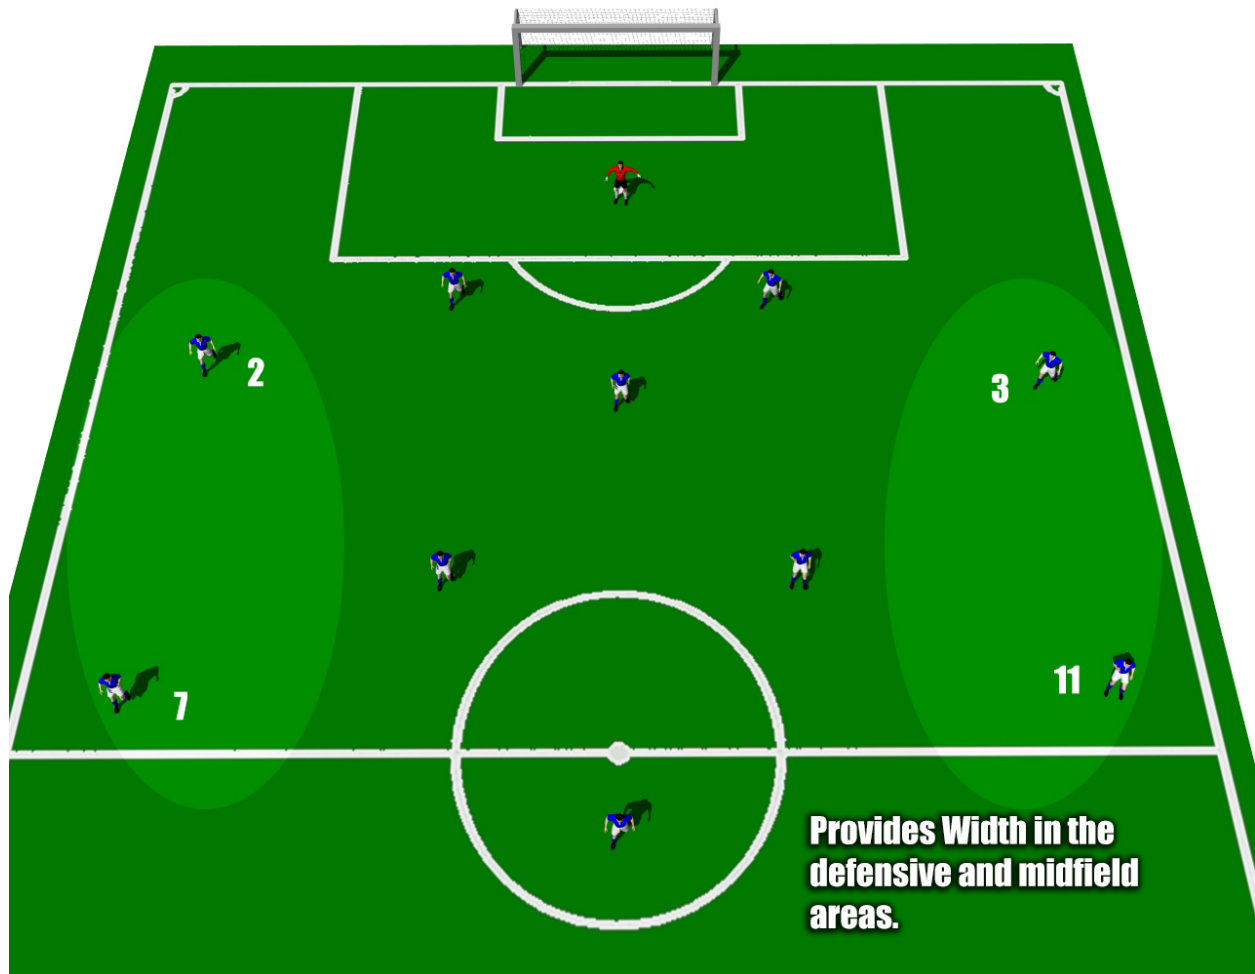 2
3
7
11
Provides Width in the
defensive and midfield
areas.